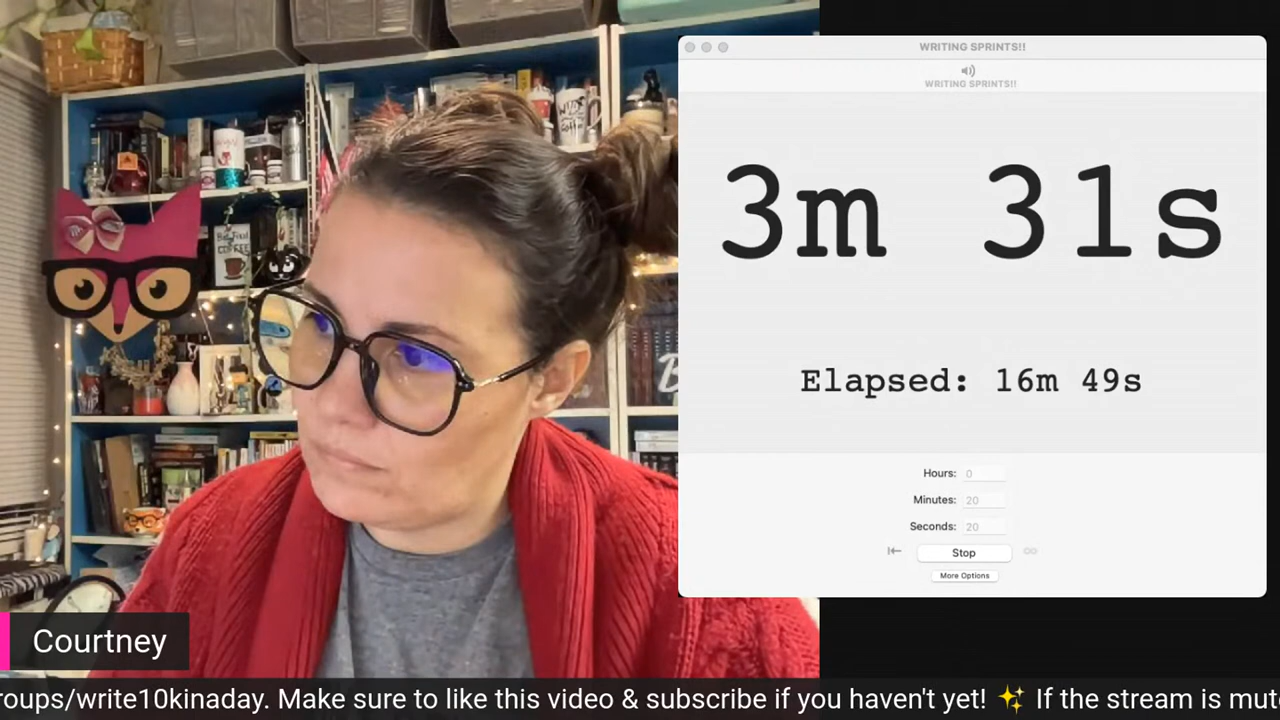 WRITING SPRINTS!!
WRITING SPRINTS!!
3m 31s
Elapsed: 16m 49s
Hours: 0
Minutes: 20
Seconds: 20
Stop
More Options
COFFEE
Courtney
roups/write10kinaday. Make sure to like this video & subscribe if you haven't yet! ✨ If the stream is mut